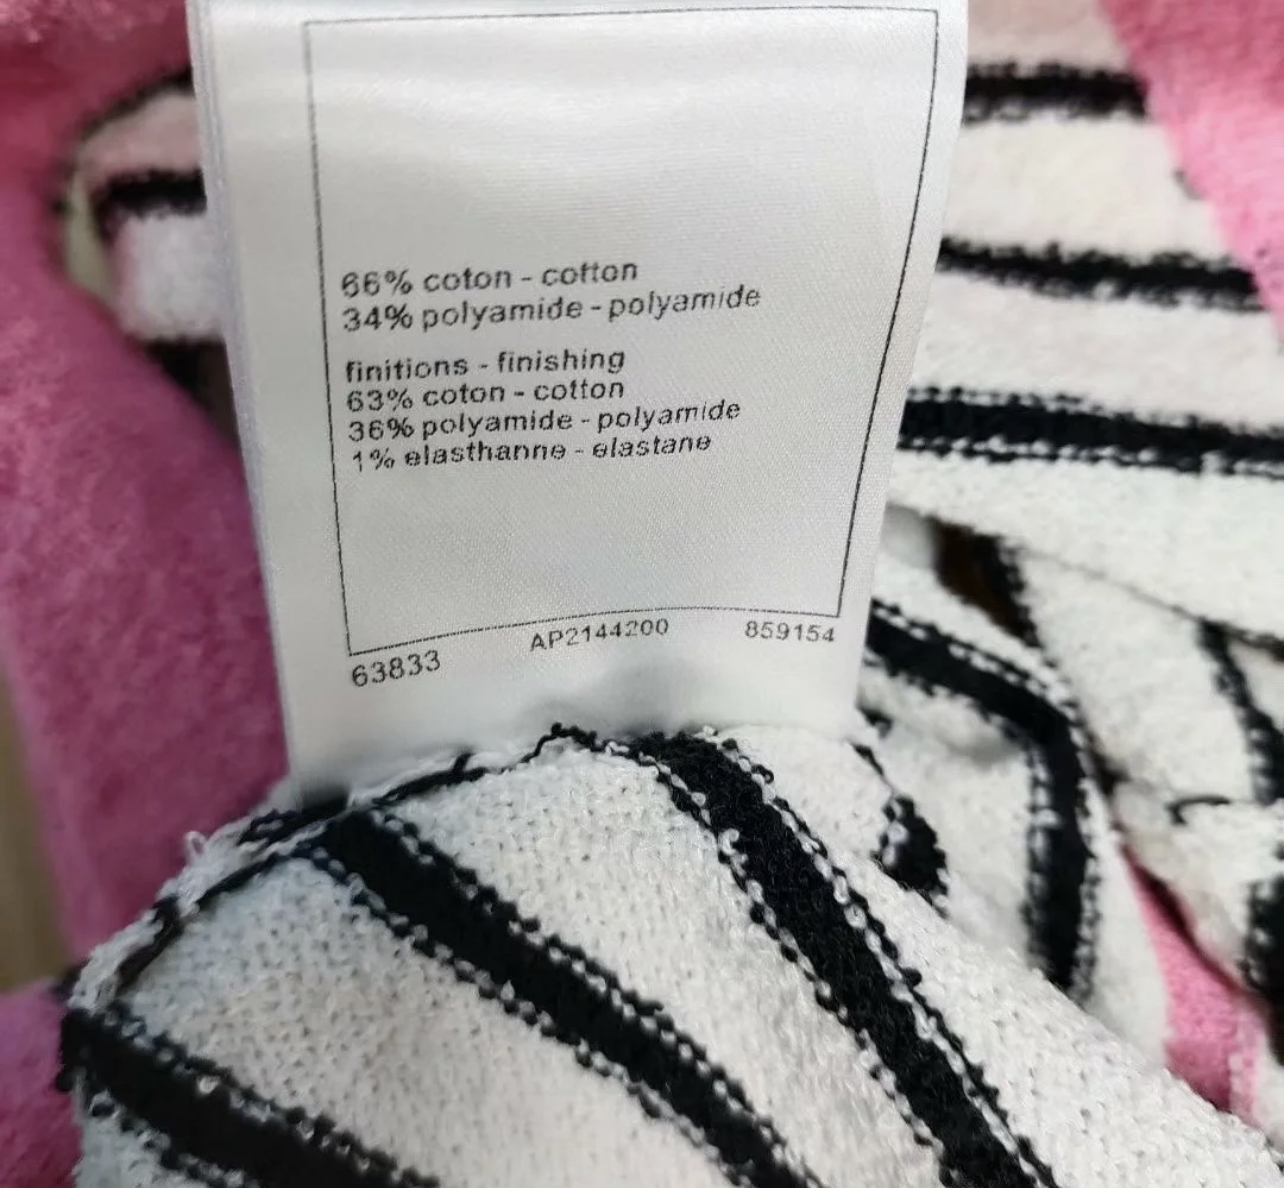 66% coton - cotton
34% polyamide - polyamide
finitions - finishing
63% coton - cotton
36% polyamide - polyamide
1% elasthanne - elastane
63833 AP2144200 859154